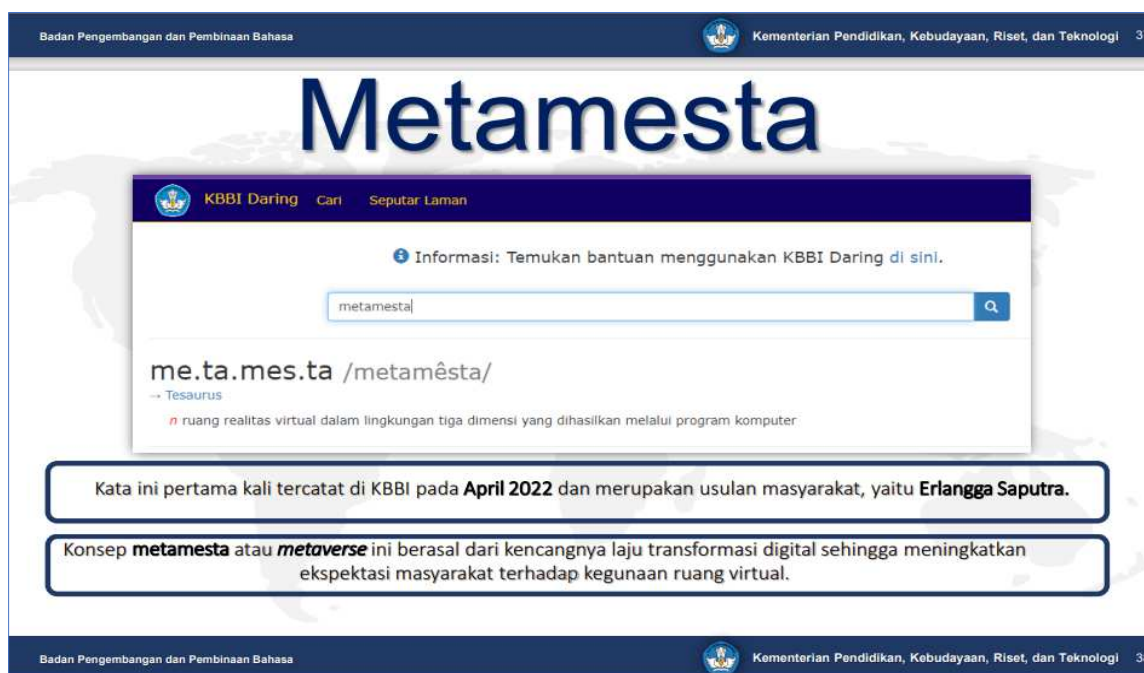 Badan Pengembangan dan Pembinaan Bahasa
Kementerian Pendidikan, Kebudayaan, Riset, dan Teknologi
Metamesta
KBBI Daring Cari Seputar Laman
Informasi: Temukan bantuan menggunakan KBBI Daring di sini.
metamesta
me.ta.mes.ta /metamêsta/
→ Tesaurus
n ruang realitas virtual dalam lingkungan tiga dimensi yang dihasilkan melalui program komputer
Kata ini pertama kali tercatat di KBBI pada April 2022 dan merupakan usulan masyarakat, yaitu Erlangga Saputra.
Konsep metamesta atau metaverse ini berasal dari kencangnya laju transformasi digital sehingga meningkatkan
ekspektasi masyarakat terhadap kegunaan ruang virtual.
Badan Pengembangan dan Pembinaan Bahasa
Kementerian Pendidikan, Kebudayaan, Riset, dan Teknologi